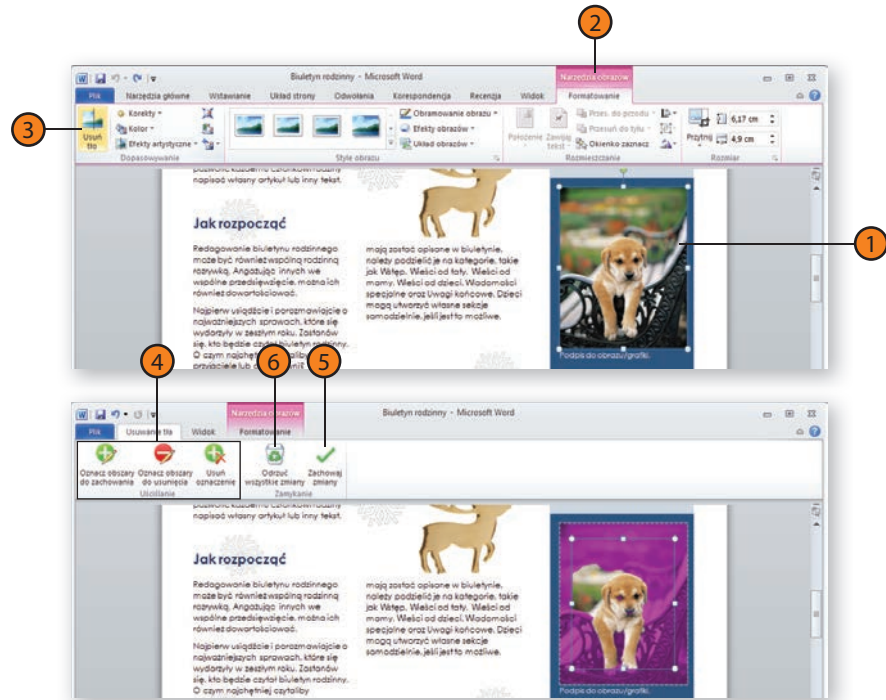 2
Biuletyn rodzinny - Microsoft Word
Narzędzia obrazów
Plik Narzędzia główne Wstawianie Układ strony Odwołania Korespondencja Recenzja Widok Formatowanie
3
Usuń tło
Korekty
Kolor
Efekty artystyczne
Dopasowywanie
Obramowanie obrazu
Efekty obrazów
Układ obrazów
Style obrazu
Położenie
Zawijaj tekst
Przes. do przodu
Przesuń do tyłu
Okienko zaznacz.
Rozmieszczanie
Przytnij
6,17 cm
4,9 cm
Rozmiar
napisać własny artykuł lub inny tekst.
Jak rozpocząć
Redagowanie biuletynu rodzinnego
może być również wspólną rodzinną
rozrywką. Angażując innych we
wspólne przedsięwzięcie, można ich
również dowartościować.
Najpierw usiądźcie i porozmawiajcie o
najważniejszych sprawach, które się
wydarzyły w zeszłym roku. Zastanów
się, kto będzie czytał biuletyn rodzinny.
O czym najchętniej czytaliby
przyjaciele lub
mają zostać opisane w biuletynie,
należy podzielić je na kategorie, takie
jak Wstęp, Wieści od taty, Wieści od
mamy, Wieści od dzieci, Wiadomości
specjalne oraz Uwagi końcowe. Dzieci
mogą utworzyć własne sekcje
samodzielnie, jeśli jest to możliwe.
1
Podpis do obrazu/grafiki.
4
6
5
Narzędzia obrazów
Biuletyn rodzinny - Microsoft Word
Plik Usuwanie tła Widok Formatowanie
Oznacz obszary do zachowania
Oznacz obszary do usunięcia
Usuń oznaczenie
Uściślanie
Odrzuć wszystkie zmiany
Zachowaj zmiany
Zamykanie
napisać własny artykuł lub inny tekst.
Jak rozpocząć
Redagowanie biuletynu rodzinnego
może być również wspólną rodzinną
rozrywką. Angażując innych we
wspólne przedsięwzięcie, można ich
również dowartościować.
Najpierw usiądźcie i porozmawiajcie o
najważniejszych sprawach, które się
wydarzyły w zeszłym roku. Zastanów
się, kto będzie czytał biuletyn rodzinny.
O czym najchętniej czytaliby
mają zostać opisane w biuletynie,
należy podzielić je na kategorie, takie
jak Wstęp, Wieści od taty, Wieści od
mamy, Wieści od dzieci, Wiadomości
specjalne oraz Uwagi końcowe. Dzieci
mogą utworzyć własne sekcje
samodzielnie, jeśli jest to możliwe.
Podpis do obrazu/grafiki.